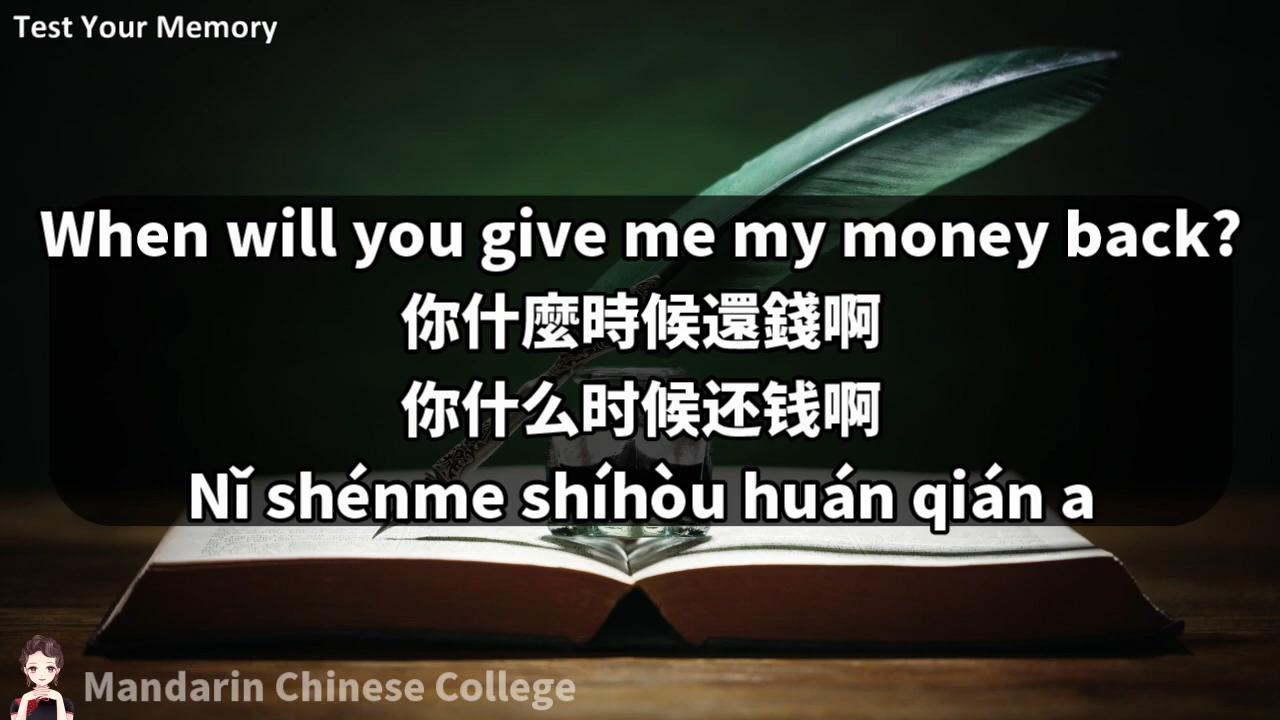 Test Your Memory
When will you give me my money back?
你什麼時候還錢啊
你什么时候还钱啊
Nǐ shénme shíhòu huán qián a
Mandarin Chinese College